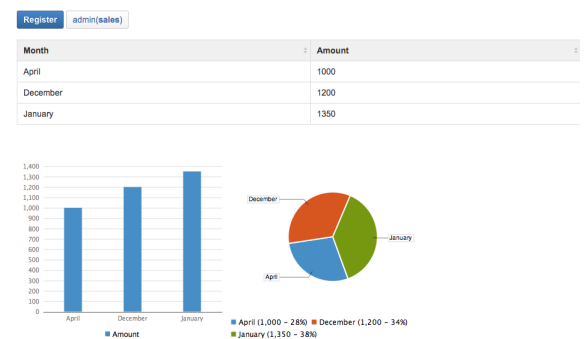 Register admin(sales)
Month Amount
April 1000
December 1200
January 1350
1,400
1,300
1,200
1,100
1,000
900
800
700
600
500
400
300
200
100
0
April December January
Amount
December
January
April
April (1,000 - 28%) December (1,200 - 34%)
January (1,350 - 38%)